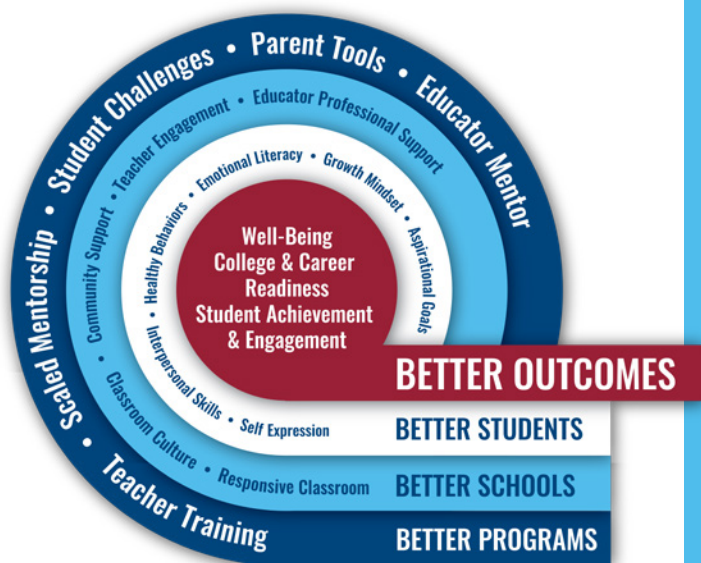 Teacher Training • Scaled Mentorship • Student Challenges • Parent Tools • Educator Mentor
Responsive Classroom • Classroom Culture • Community Support • Teacher Engagement • Educator Professional Support
Self Expression • Interpersonal Skills • Healthy Behaviors • Emotional Literacy • Growth Mindset • Aspirational Goals
Well-Being
College & Career
Readiness
Student Achievement
& Engagement
BETTER OUTCOMES
BETTER STUDENTS
BETTER SCHOOLS
BETTER PROGRAMS